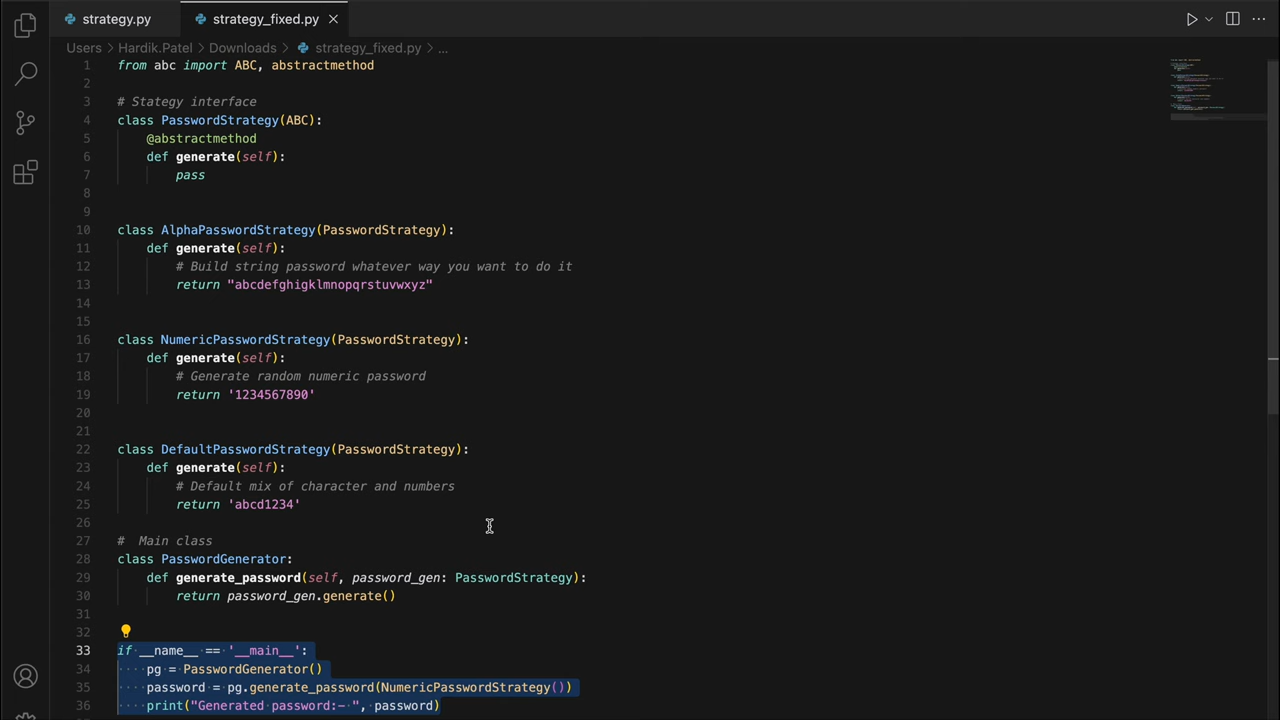 strategy.py strategy_fixed.py
Users > Hardik.Patel > Downloads > strategy_fixed.py > ...
1 from abc import ABC, abstractmethod
2
3 # Stategy interface
4 class PasswordStrategy(ABC):
5 @abstractmethod
6 def generate(self):
7 pass
8
9
10 class AlphaPasswordStrategy(PasswordStrategy):
11 def generate(self):
12 # Build string password whatever way you want to do it
13 return "abcdefghigklmnopqrstuvwxyz"
14
15
16 class NumericPasswordStrategy(PasswordStrategy):
17 def generate(self):
18 # Generate random numeric password
19 return '1234567890'
20
21
22 class DefaultPasswordStrategy(PasswordStrategy):
23 def generate(self):
24 # Default mix of character and numbers
25 return 'abcd1234'
26
27 #  Main class
28 class PasswordGenerator:
29 def generate_password(self, password_gen: PasswordStrategy):
30 return password_gen.generate()
31
32
33 if __name__ == '__main__':
34 pg = PasswordGenerator()
35 password = pg.generate_password(NumericPasswordStrategy())
36 print("Generated password:- ", password)